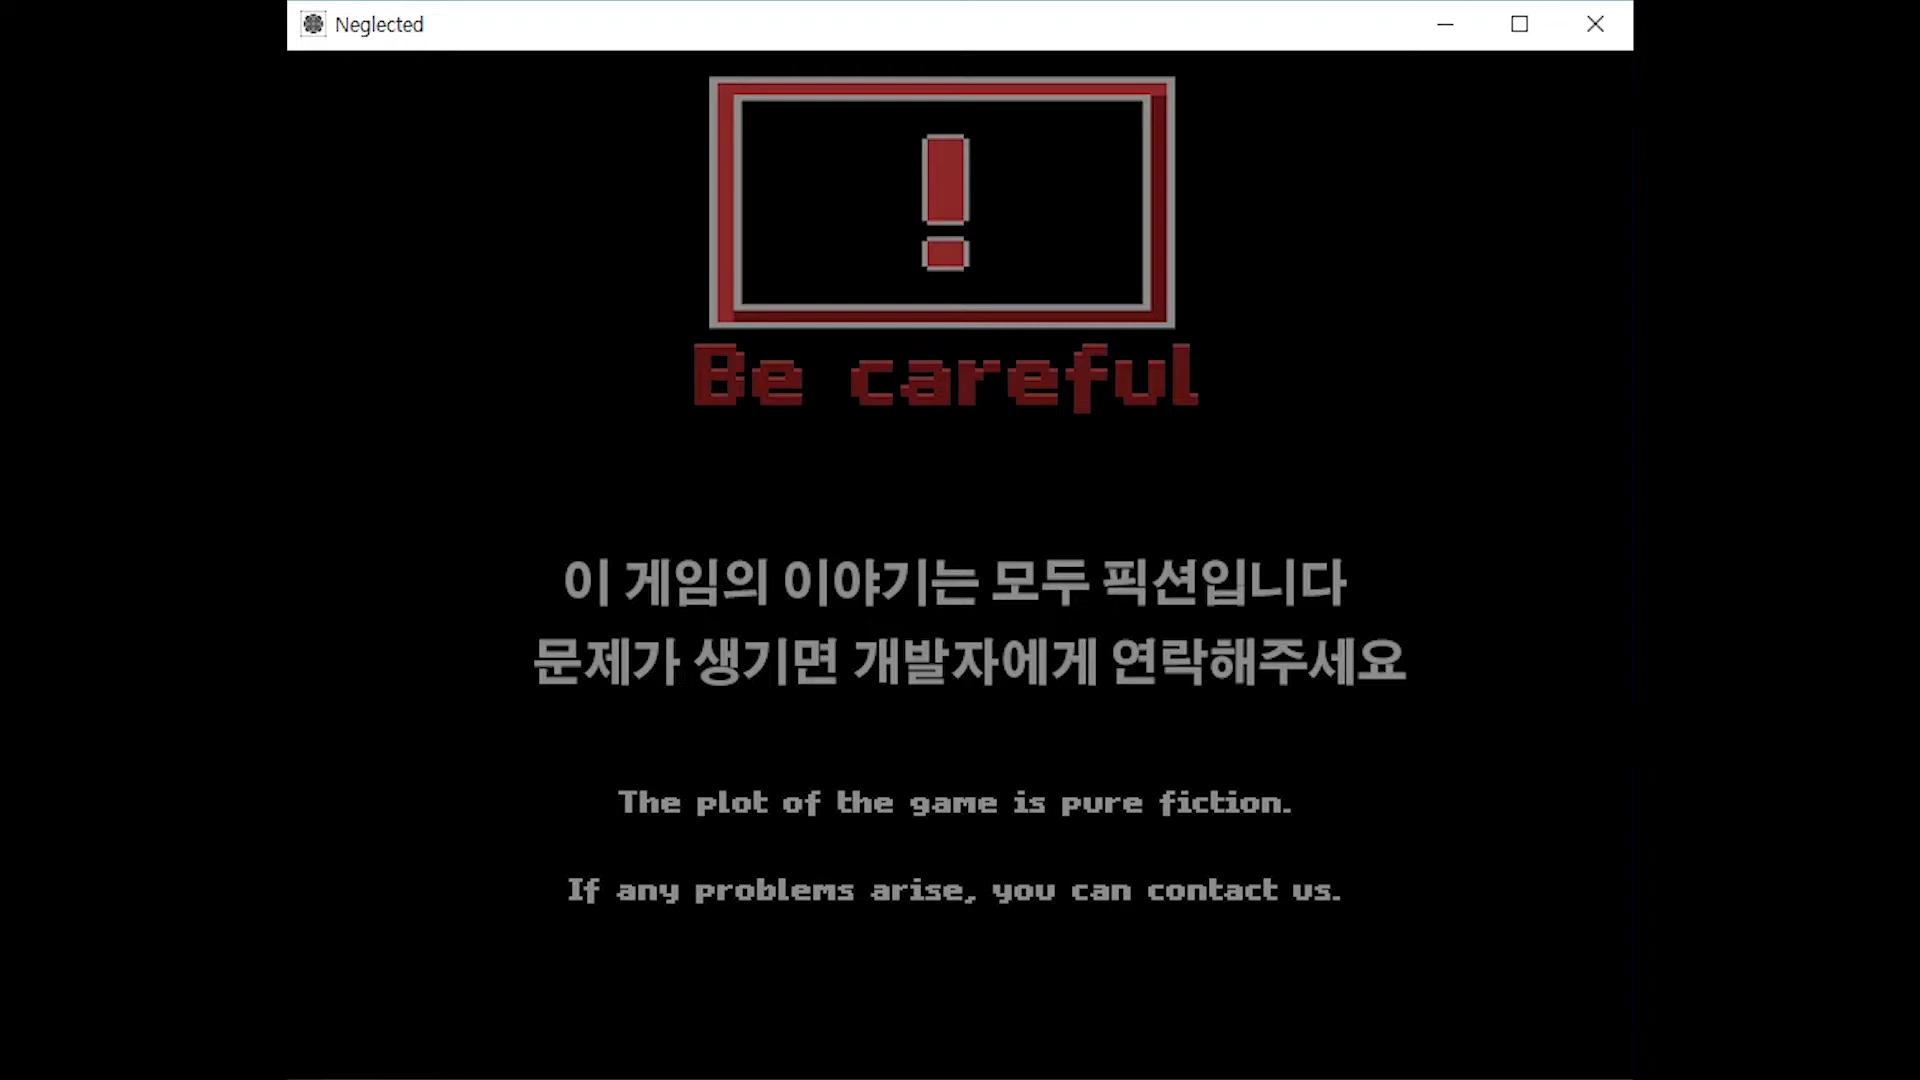 Neglected
!
Be careful
이 게임의 이야기는 모두 픽션입니다
문제가 생기면 개발자에게 연락해주세요
The plot of the game is pure fiction.
If any problems arise, you can contact us.